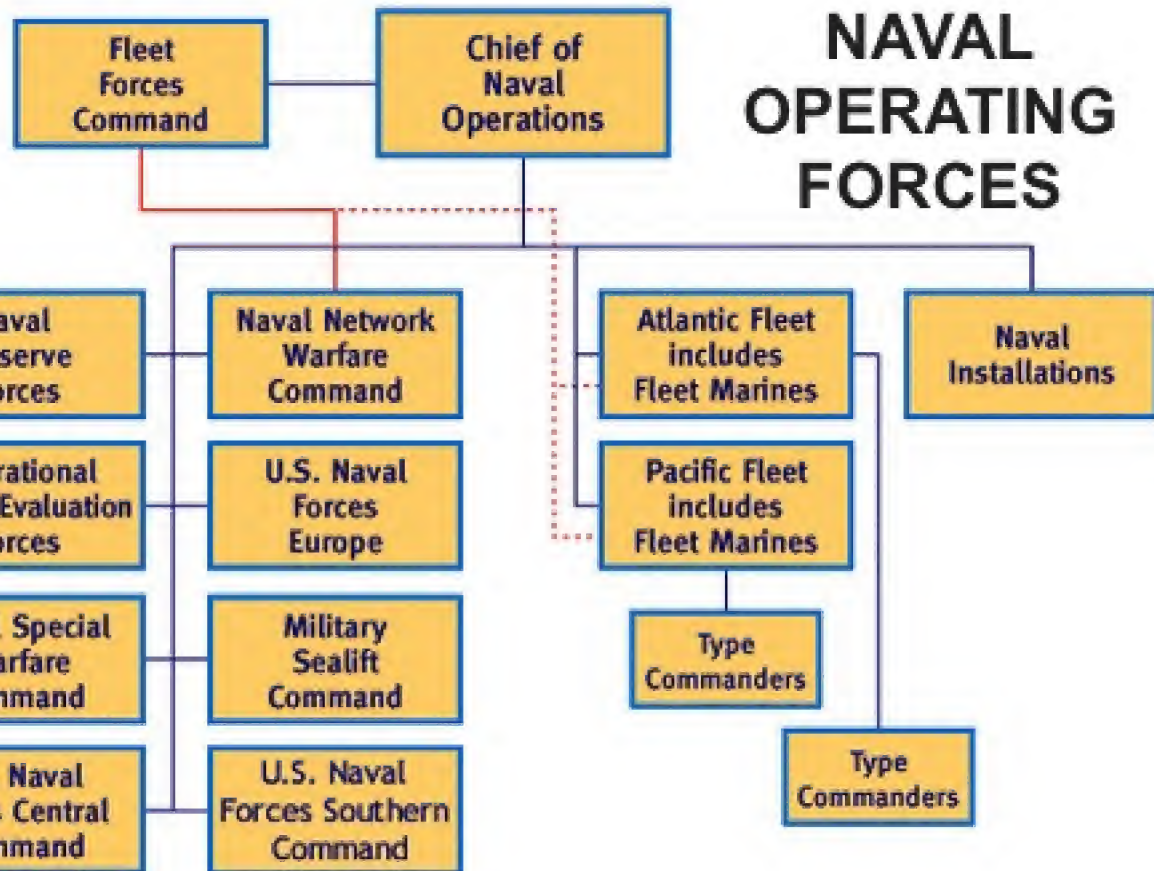 NAVAL
OPERATING
FORCES
Fleet
Forces
Command
Chief of
Naval
Operations
Naval Network
Warfare
Command
Atlantic Fleet
includes
Fleet Marines
Naval
Installations
Evaluation
U.S. Naval
Forces
Europe
Pacific Fleet
includes
Fleet Marines
Special
Military
Sealift
Command
Type
Commanders
Naval
Central
U.S. Naval
Forces Southern
Command
Type
Commanders